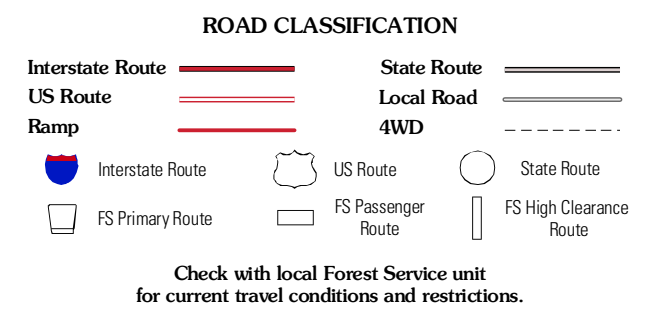 ROAD CLASSIFICATION
Interstate Route
State Route
US Route
Local Road
Ramp
4WD
Interstate Route
US Route
State Route
FS Primary Route
FS Passenger
Route
FS High Clearance
Route
Check with local Forest Service unit
for current travel conditions and restrictions.